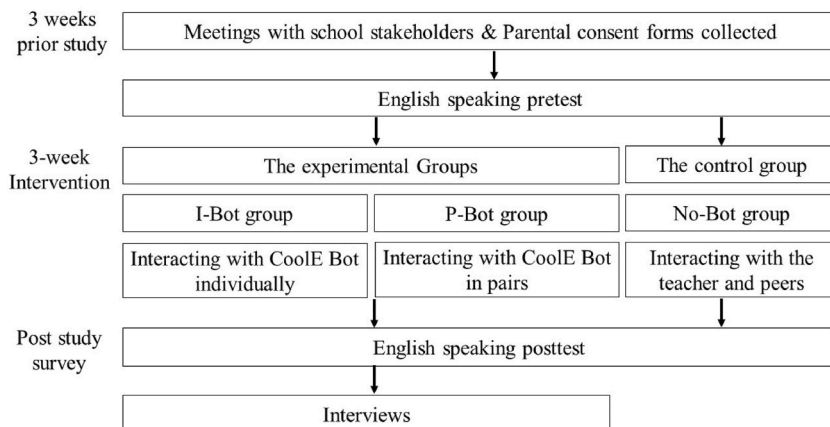 3 weeks
prior study
Meetings with school stakeholders & Parental consent forms collected
English speaking pretest
3-week
Intervention
The experimental Groups
The control group
I-Bot group
P-Bot group
No-Bot group
Interacting with CoolE Bot
individually
Interacting with CoolE Bot
in pairs
Interacting with the
teacher and peers
Post study
survey
English speaking posttest
Interviews